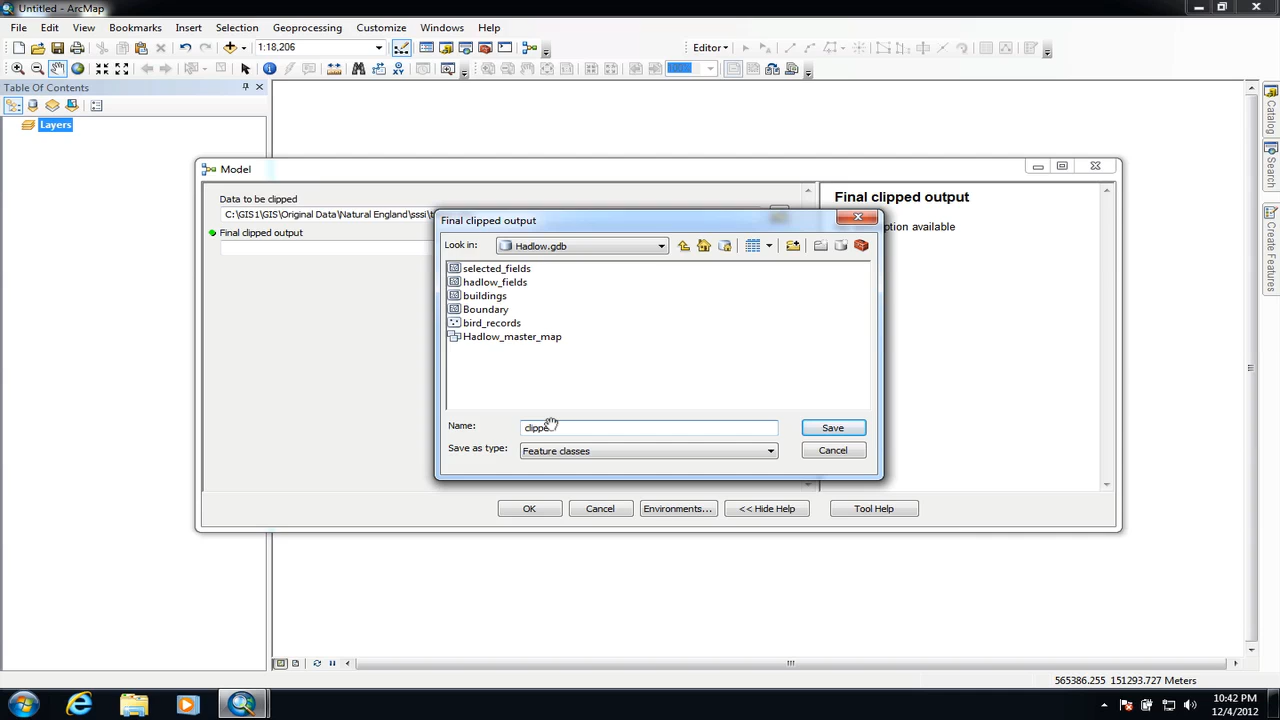 Untitled - ArcMap
File Edit View Bookmarks Insert Selection Geoprocessing Customize Windows Help
1:18,206
Editor
Table Of Contents
Layers
Model
Data to be clipped
C:\GIS1\GIS\Original Data\Natural England\sssi\
Final clipped output
Final clipped output
ption available
Final clipped output
Look in: Hadlow.gdb
selected_fields
hadlow_fields
buildings
Boundary
bird_records
Hadlow_master_map
Name: clippe
Save
Save as type: Feature classes
Cancel
OK Cancel Environments... << Hide Help Tool Help
Catalog
Search
Create Features
565386.255 151293.727 Meters
10:42 PM
12/4/2012